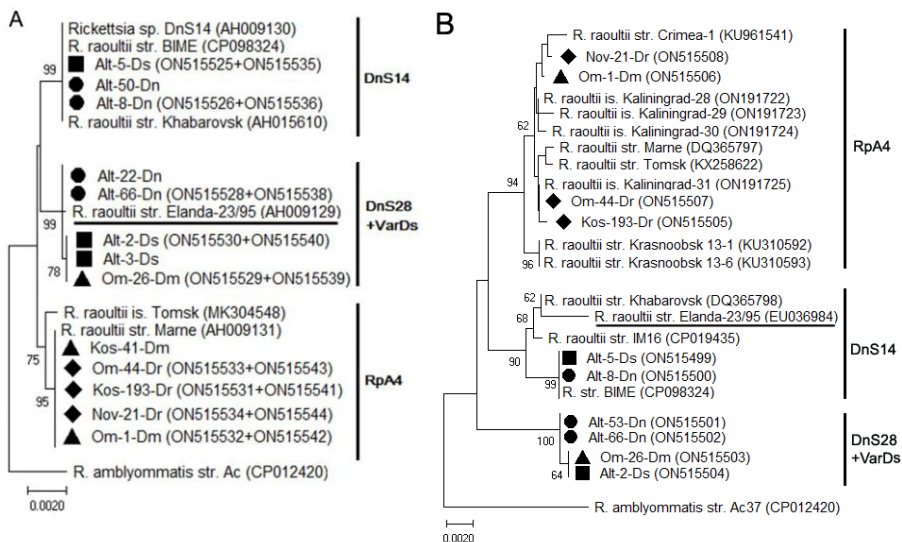 A
Rickettsia sp. DnS14 (AH009130)
R. raoultii str. BIME (CP098324)
Alt-5-Ds (ON515525+ON515535)
99
Alt-50-Dn
Alt-8-Dn (ON515526+ON515536)
R. raoultii str. Khabarovsk (AH015610)
DnS14
Alt-22-Dn
Alt-66-Dn (ON515528+ON515538)
R. raoultii str. Elanda-23/95 (AH009129)
99
Alt-2-Ds (ON515530+ON515540)
Alt-3-Ds
78
Om-26-Dm (ON515529+ON515539)
DnS28
+VarDs
R. raoultii is. Tomsk (MK304548)
R. raoultii str. Marne (AH009131)
75
Kos-41-Dm
Om-44-Dr (ON515533+ON515543)
Kos-193-Dr (ON515531+ON515541)
95
Nov-21-Dr (ON515534+ON515544)
Om-1-Dm (ON515532+ON515542)
RpA4
R. amblyommatis str. Ac (CP012420)
0.0020
B
R. raoultii str. Crimea-1 (KU961541)
Nov-21-Dr (ON515508)
Om-1-Dm (ON515506)
R. raoultii is. Kaliningrad-28 (ON191722)
R. raoultii is. Kaliningrad-29 (ON191723)
62
R. raoultii is. Kaliningrad-30 (ON191724)
R. raoultii str. Marne (DQ365797)
R. raoultii str. Tomsk (KX258622)
94
R. raoultii is. Kaliningrad-31 (ON191725)
Om-44-Dr (ON515507)
Kos-193-Dr (ON515505)
R. raoultii str. Krasnoobsk 13-1 (KU310592)
96
R. raoultii str. Krasnoobsk 13-6 (KU310593)
RpA4
62
R. raoultii str. Khabarovsk (DQ365798)
68
R. raoultii str. Elanda-23/95 (EU036984)
R. raoultii str. IM16 (CP019435)
90
Alt-5-Ds (ON515499)
99
Alt-8-Dn (ON515500)
R. str. BIME (CP098324)
DnS14
Alt-53-Dn (ON515501)
100
Alt-66-Dn (ON515502)
Om-26-Dm (ON515503)
64
Alt-2-Ds (ON515504)
DnS28
+VarDs
R. amblyommatis str. Ac37 (CP012420)
0.0020